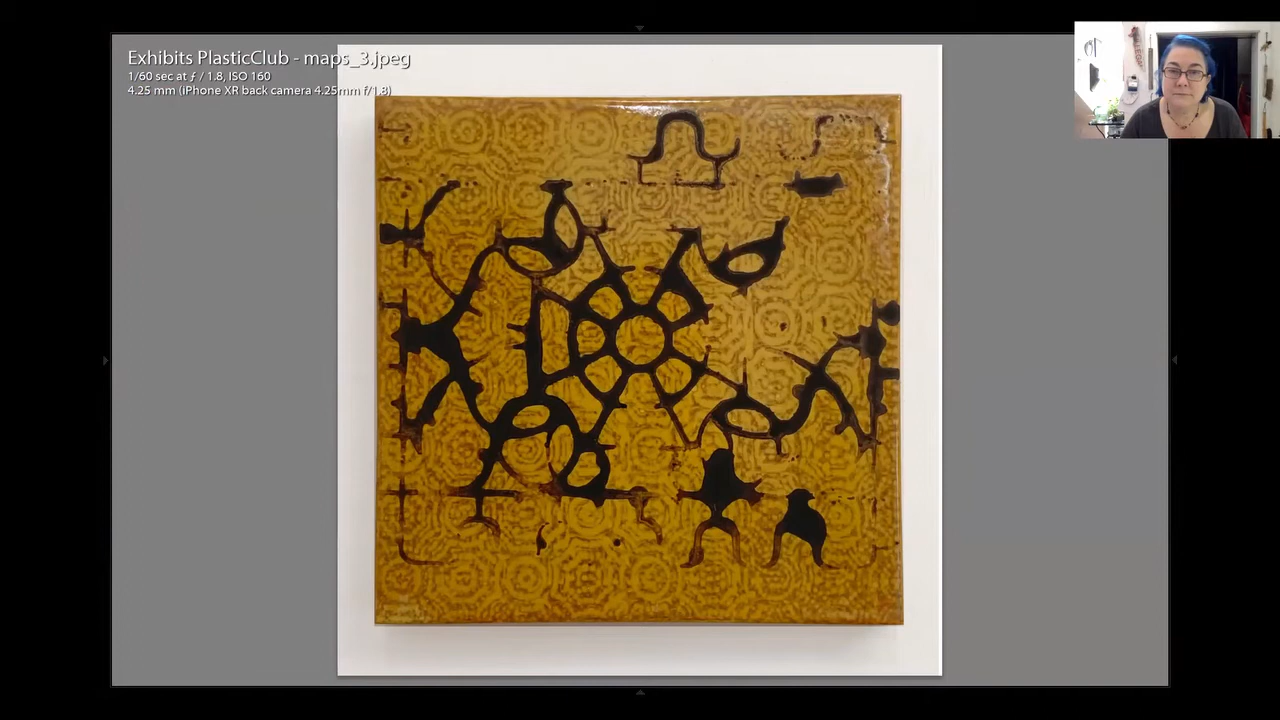 Exhibits PlasticClub - maps_3.jpeg
1/60 sec at ƒ / 1.8, ISO 160
4.25 mm (iPhone XR back camera 4.25mm f/1.8)